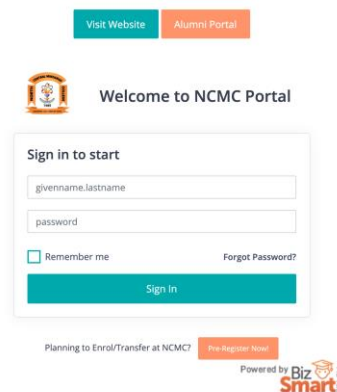 Visit Website Alumni Portal
Welcome to NCMC Portal
Sign in to start
givenname.lastname
password
Remember me Forgot Password?
Sign In
Planning to Enrol/Transfer at NCMC? Pre-Register Now!
Powered by Biz
Smart